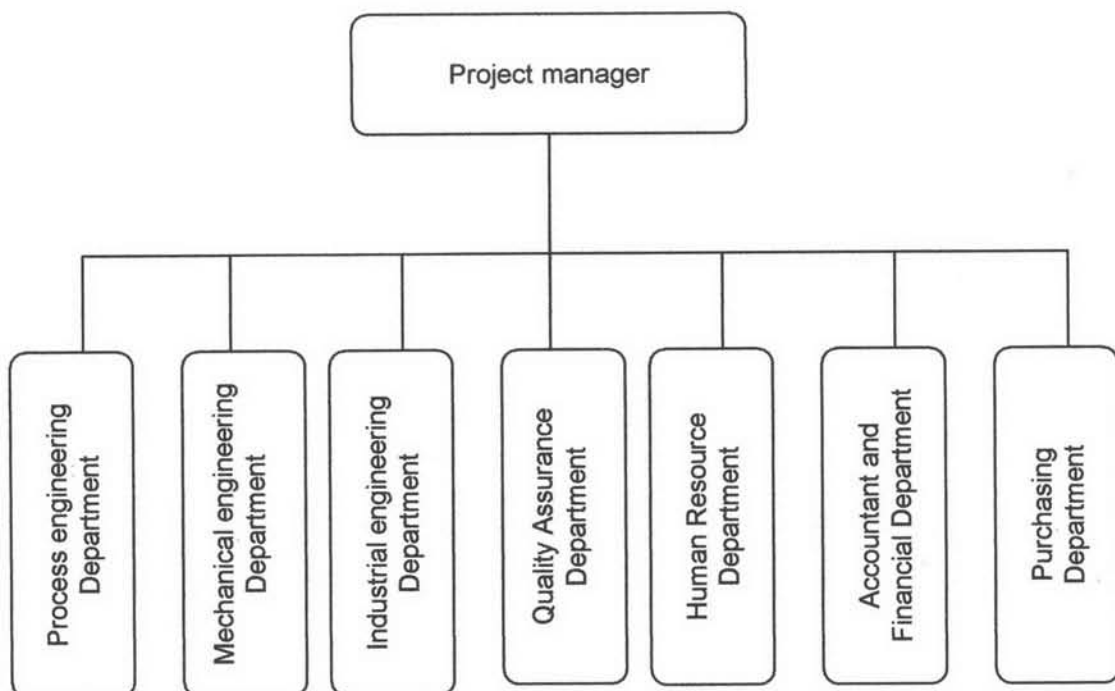 Project manager
Process engineering
Department
Mechanical engineering
Department
Industrial engineering
Department
Quality Assurance
Department
Human Resource
Department
Accountant and
Financial Department
Purchasing
Department